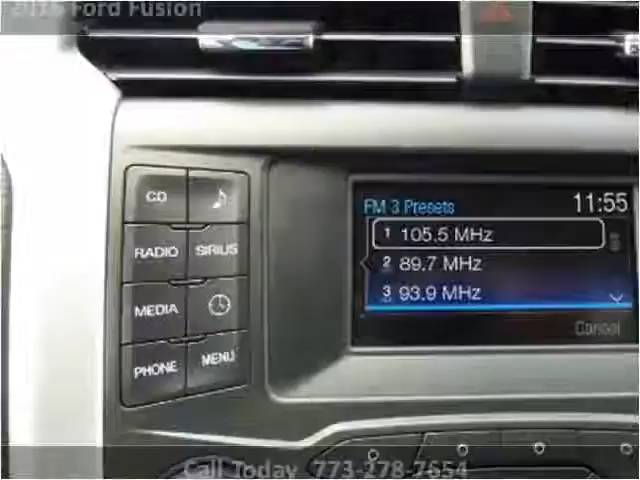 2015 Ford Fusion
CD
RADIO SIRIUS
MEDIA
PHONE MENU
FM 3 Presets 11:55
1 105.5 MHz
2 89.7 MHz
3 93.9 MHz
Cancel
Call Today 773-278-7654